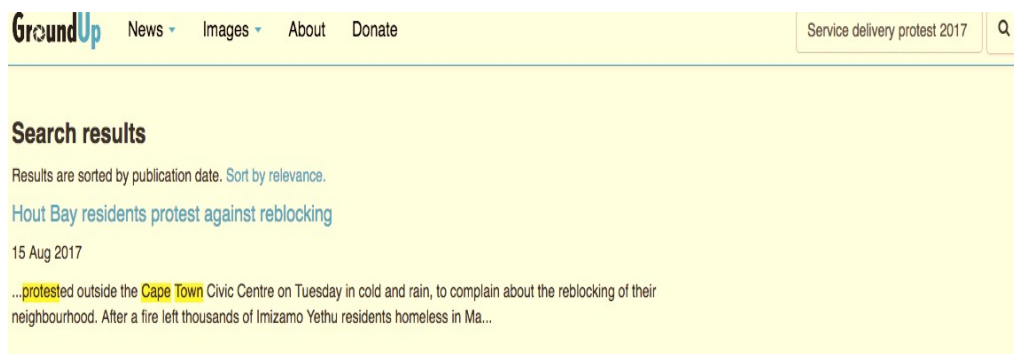 GroundUp News Images About Donate Service delivery protest 2017
Search results
Results are sorted by publication date. Sort by relevance.
Hout Bay residents protest against reblocking
15 Aug 2017
...protested outside the Cape Town Civic Centre on Tuesday in cold and rain, to complain about the reblocking of their
neighbourhood. After a fire left thousands of Imizamo Yethu residents homeless in Ma...